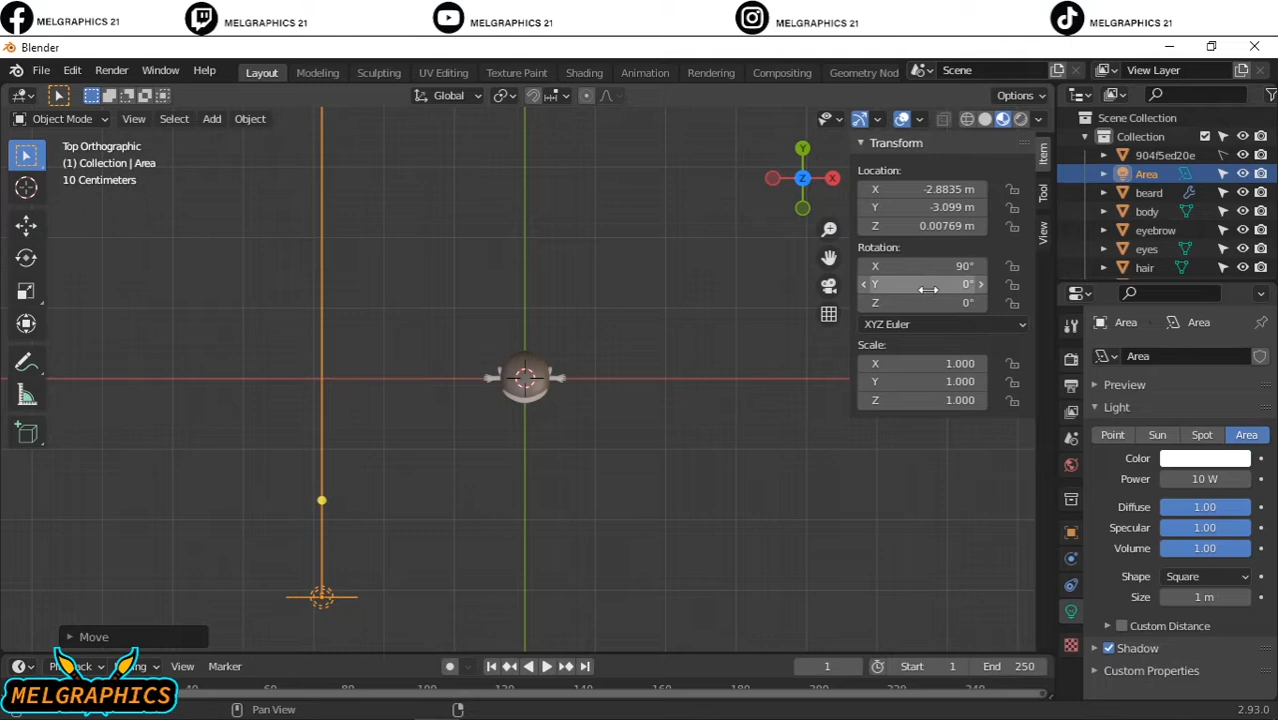 MELGRAPHICS 21 MELGRAPHICS 21 MELGRAPHICS 21 MELGRAPHICS 21 MELGRAPHICS 21
Blender
File Edit Render Window Help Layout Modeling Sculpting UV Editing Texture Paint Shading Animation Rendering Compositing Geometry Nod Scene View Layer
Global Options
Object Mode View Select Add Object
Scene Collection
Collection
904f5ed20e
Area
beard
body
eyebrow
eyes
hair
Top Orthographic
(1) Collection | Area
10 Centimeters
Y
Z
X
Transform
Location:
X -2.8835 m
Y -3.099 m
Z 0.00769 m
Rotation:
X 90°
Y 0°
Z 0°
XYZ Euler
Scale:
X 1.000
Y 1.000
Z 1.000
Item
Tool
View
Area Area
Area
Preview
Light
Point Sun Spot Area
Color
Power 10 W
Diffuse 1.00
Specular 1.00
Volume 1.00
Shape Square
Size 1 m
Custom Distance
Shadow
Custom Properties
Move
View Marker 1 Start 1 End 250
MELGRAPHICS
Pan View
2.93.0